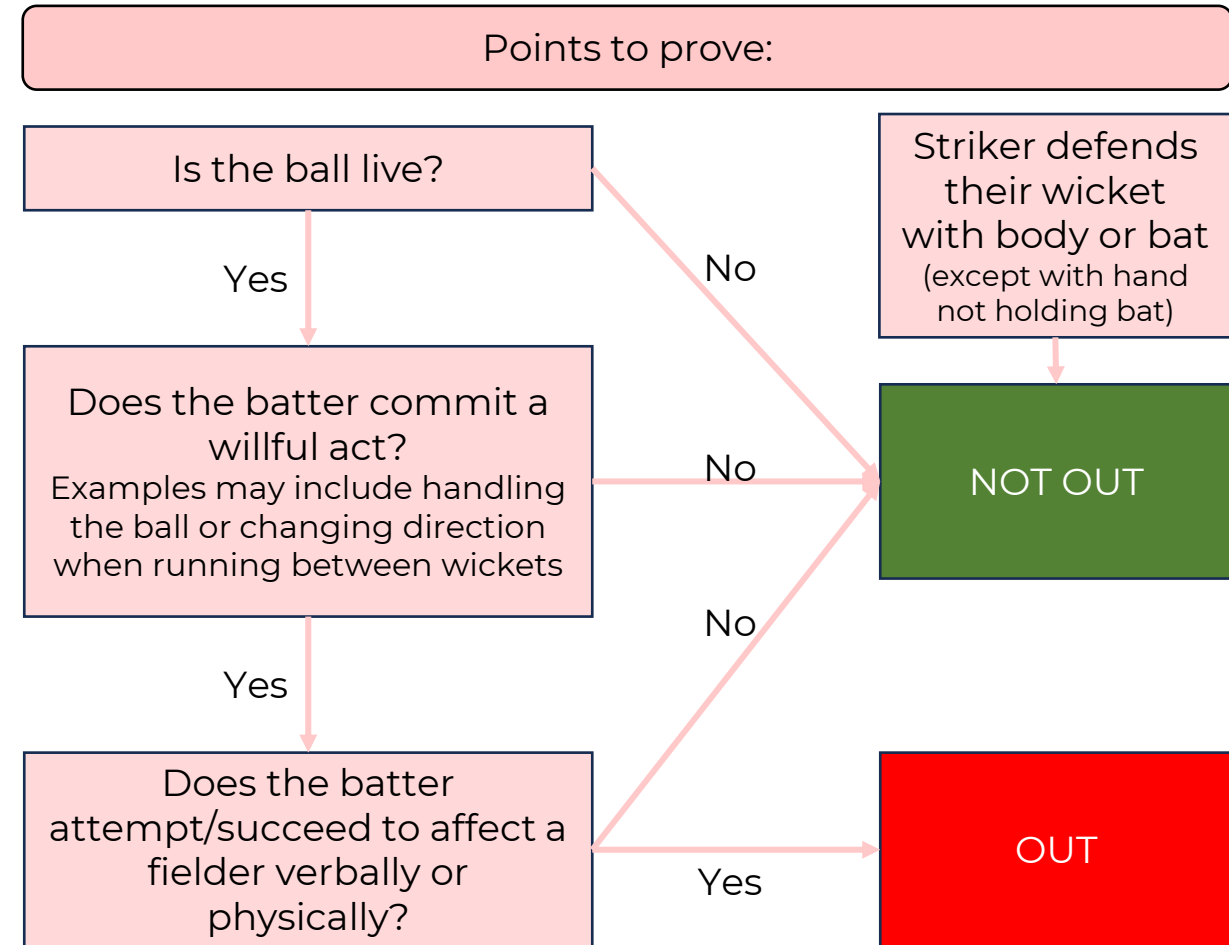 Points to prove:
Is the ball live?
Striker defends
their wicket
with body or bat
(except with hand
not holding bat)
Yes
No
Does the batter commit a
willful act?
Examples may include handling
the ball or changing direction
when running between wickets
No
NOT OUT
No
Yes
Does the batter
attempt/succeed to affect a
fielder verbally or
physically?
Yes
OUT